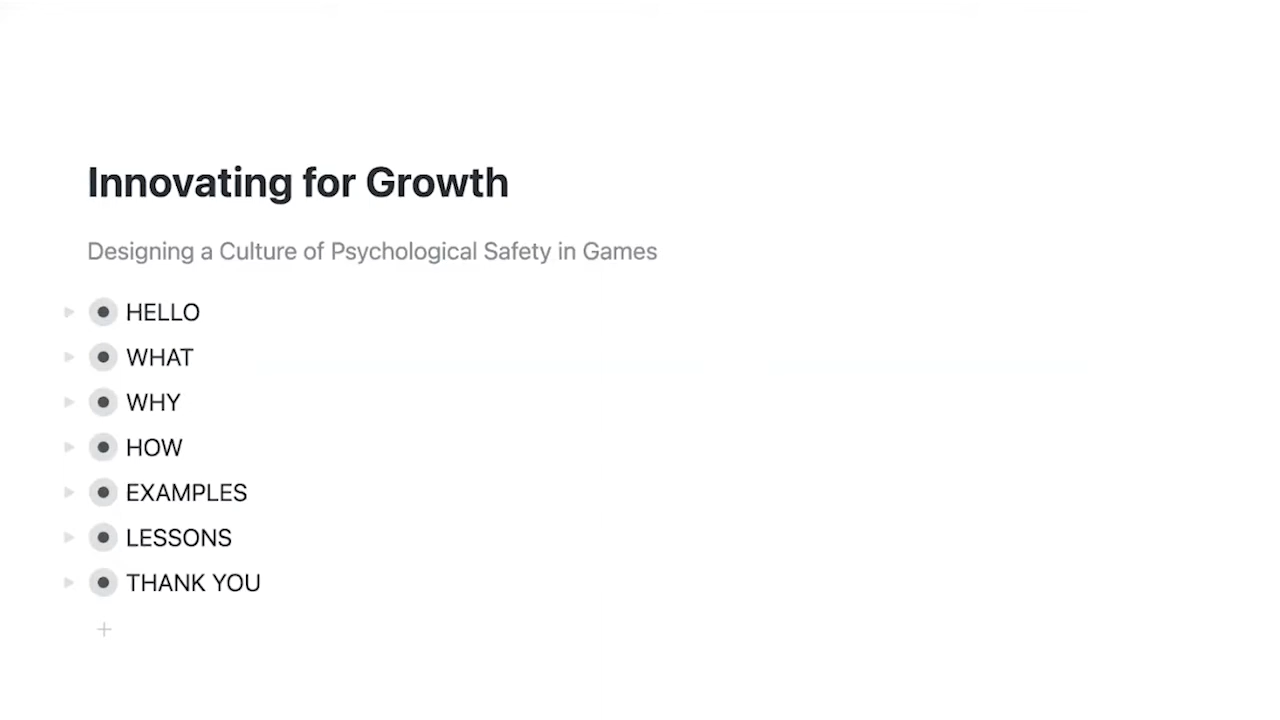 Innovating for Growth
Designing a Culture of Psychological Safety in Games
HELLO
WHAT
WHY
HOW
EXAMPLES
LESSONS
THANK YOU